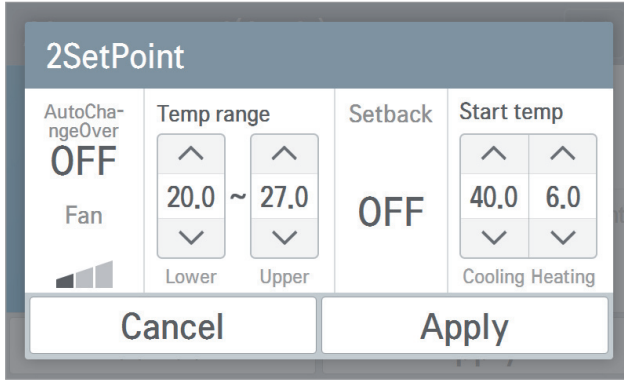 2SetPoint
AutoCha-
ngeOver
OFF
Fan
Temp range
20.0 ~ 27.0
Lower Upper
Setback
OFF
Start temp
40.0 6.0
Cooling Heating
Cancel Apply